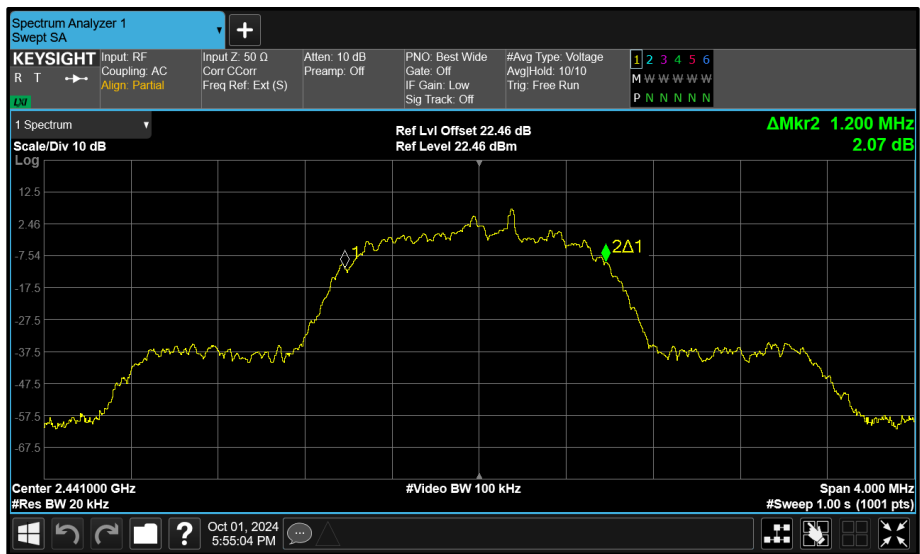 Spectrum Analyzer 1
Swept SA
+
KEYSIGHT Input: RF Input Z: 50 Ω Atten: 10 dB PNO: Best Wide #Avg Type: Voltage 1 2 3 4 5 6
R T Coupling: AC Corr CCorr Preamp: Off Gate: Off Avg|Hold: 10/10 M W W W W W
Align: Partial Freq Ref: Ext (S) IF Gain: Low Trig: Free Run
LXI Sig Track: Off P N N N N N
1 Spectrum Ref Lvl Offset 22.46 dB ΔMkr2 1.200 MHz
Scale/Div 10 dB Ref Level 22.46 dBm 2.07 dB
Log
12.5
2.46
-7.54 1 2Δ1
-17.5
-27.5
-37.5
-47.5
-57.5
-67.5
Center 2.441000 GHz #Video BW 100 kHz Span 4.000 MHz
#Res BW 20 kHz #Sweep 1.00 s (1001 pts)
? Oct 01, 2024
5:55:04 PM